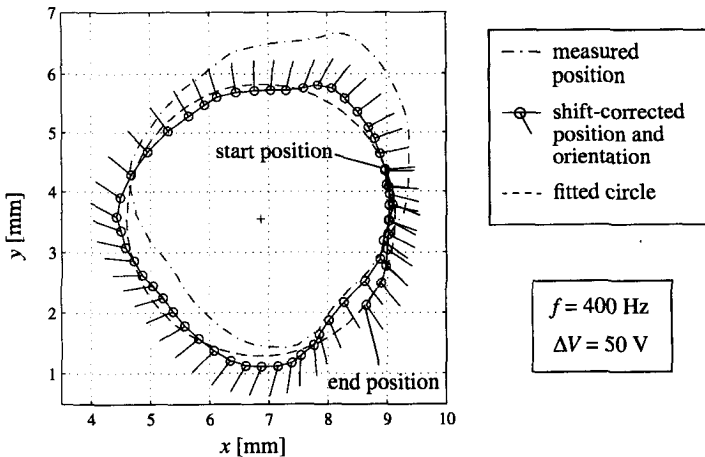 7
6
5
4
3
2
1
y [mm]
start position
end position
4 5 6 7 8 9 10
x [mm]
measured
position
shift-corrected
position and
orientation
fitted circle
f = 400 Hz
ΔV = 50 V